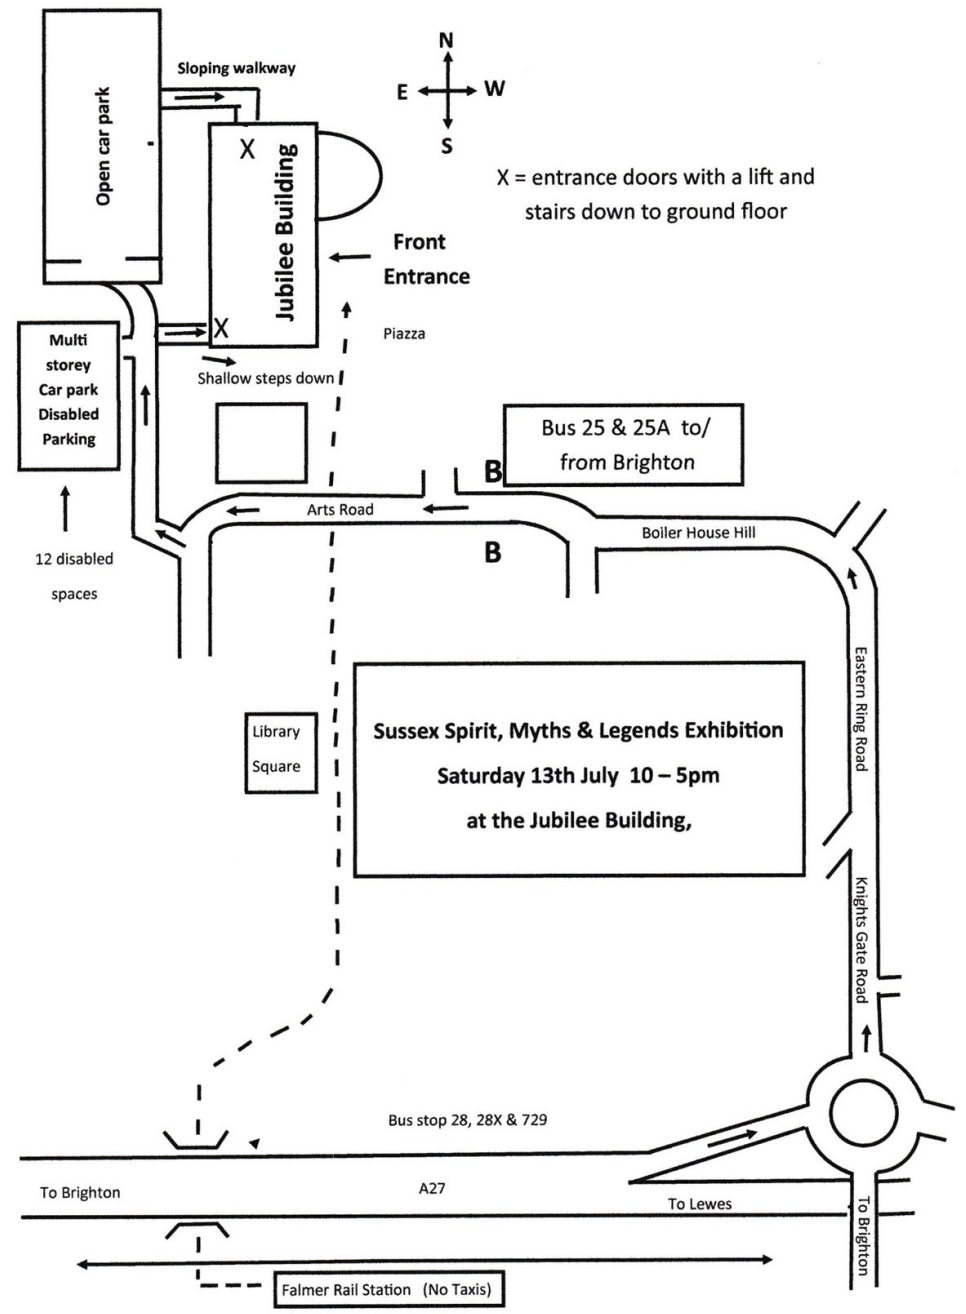 N
E
W
S
Sloping walkway
Open car park
X
Jubilee Building
X = entrance doors with a lift and
stairs down to ground floor
Front
Entrance
X
Piazza
Multi
storey
Car park
Disabled
Parking
Shallow steps down
Bus 25 & 25A to/
from Brighton
B
Arts Road
B
Boiler House Hill
12 disabled
spaces
Eastern Ring Road
Library
Square
Sussex Spirit, Myths & Legends Exhibition
Saturday 13th July 10 – 5pm
at the Jubilee Building,
Knights Gate Road
Bus stop 28, 28X & 729
To Brighton
A27
To Lewes
To Brighton
Falmer Rail Station (No Taxis)